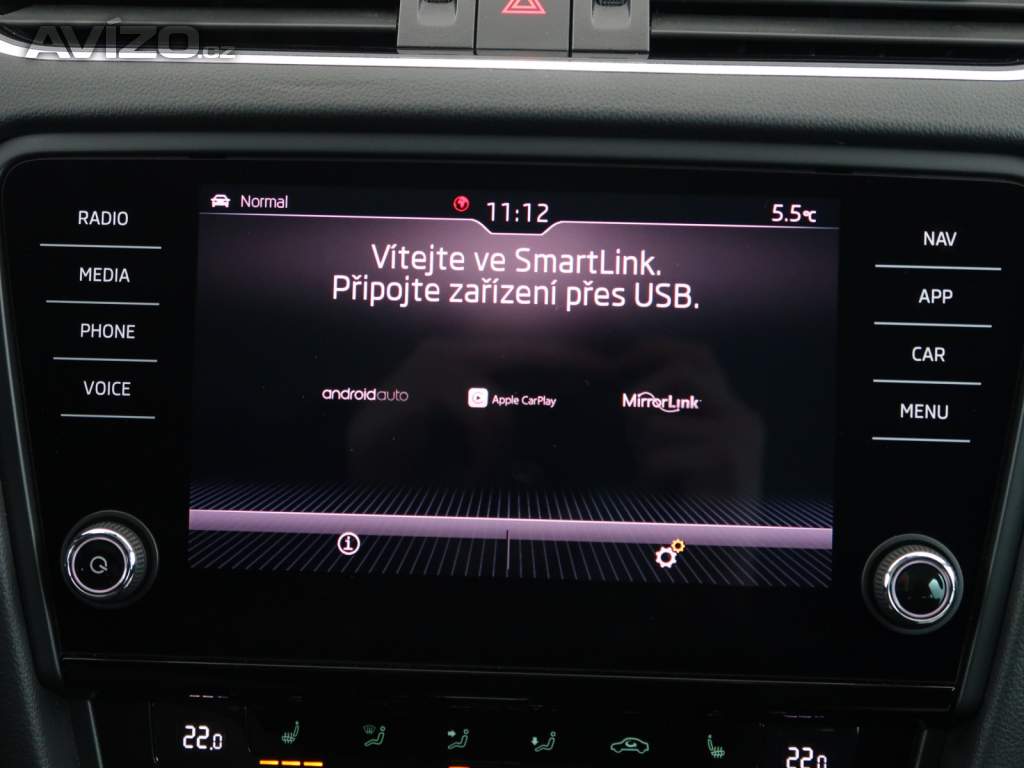 AVÍZO.cz
Normal
11:12
5.5°C
Vítejte ve SmartLink.
Připojte zařízení přes USB.
androidauto
Apple CarPlay
MirrorLink
RADIO
MEDIA
PHONE
VOICE
NAV
APP
CAR
MENU
22.0
22.0